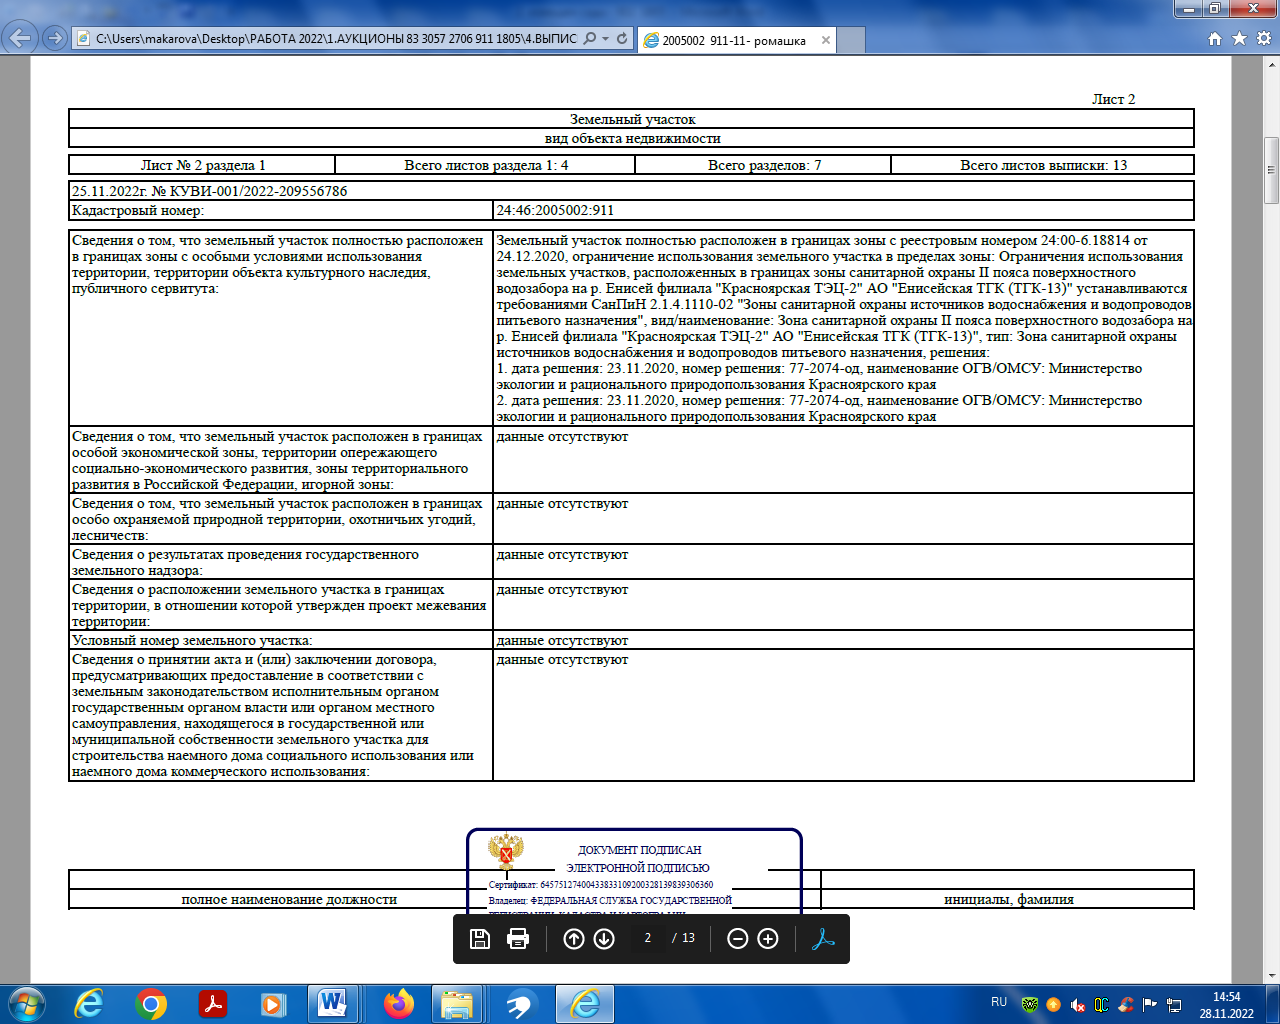 C:\Users\makarova\Desktop\РАБОТА 2022\1.АУКЦИОНЫ 83 3057 2706 911 1805\4.ВЫПИС
2005002 911-11- ромашка
Лист 2
Земельный участок
вид объекта недвижимости
Лист № 2 раздела 1
Всего листов раздела 1: 4
Всего разделов: 7
Всего листов выписки: 13
25.11.2022г. № КУВИ-001/2022-209556786
Кадастровый номер:
24:46:2005002:911
Сведения о том, что земельный участок полностью расположен
в границах зоны с особыми условиями использования
территории, территории объекта культурного наследия,
публичного сервитута:
Земельный участок полностью расположен в границах зоны с реестровым номером 24:00-6.18814 от
24.12.2020, ограничение использования земельного участка в пределах зоны: Ограничения использования
земельных участков, расположенных в границах зоны санитарной охраны II пояса поверхностного
водозабора на р. Енисей филиала "Красноярская ТЭЦ-2" АО "Енисейская ТГК (ТГК-13)" устанавливаются
требованиями СанПиН 2.1.4.1110-02 "Зоны санитарной охраны источников водоснабжения и водопроводов
питьевого назначения", вид/наименование: Зона санитарной охраны II пояса поверхностного водозабора на
р. Енисей филиала "Красноярская ТЭЦ-2" АО "Енисейская ТГК (ТГК-13)", тип: Зона санитарной охраны
источников водоснабжения и водопроводов питьевого назначения, решения:
1. дата решения: 23.11.2020, номер решения: 77-2074-од, наименование ОГВ/ОМСУ: Министерство
экологии и рационального природопользования Красноярского края
2. дата решения: 23.11.2020, номер решения: 77-2074-од, наименование ОГВ/ОМСУ: Министерство
экологии и рационального природопользования Красноярского края
Сведения о том, что земельный участок расположен в границах
особой экономической зоны, территории опережающего
социально-экономического развития, зоны территориального
развития в Российской Федерации, игорной зоны:
данные отсутствуют
Сведения о том, что земельный участок расположен в границах
особо охраняемой природной территории, охотничьих угодий,
лесничеств:
данные отсутствуют
Сведения о результатах проведения государственного
земельного надзора:
данные отсутствуют
Сведения о расположении земельного участка в границах
территории, в отношении которой утвержден проект межевания
территории:
данные отсутствуют
Условный номер земельного участка:
данные отсутствуют
Сведения о принятии акта и (или) заключении договора,
предусматривающих предоставление в соответствии с
земельным законодательством исполнительным органом
государственным органом власти или органом местного
самоуправления, находящегося в государственной или
муниципальной собственности земельного участка для
строительства наемного дома социального использования или
наемного дома коммерческого использования:
данные отсутствуют
ДОКУМЕНТ ПОДПИСАН
ЭЛЕКТРОННОЙ ПОДПИСЬЮ
Сертификат: 64575127400433833109200328139839306360
Владелец: ФЕДЕРАЛЬНАЯ СЛУЖБА ГОСУДАРСТВЕННОЙ
РЕГИСТРАЦИИ, КАДАСТРА И КАРТОГРАФИИ
полное наименование должности
инициалы, фамилия
2 / 13
RU
14:54
28.11.2022